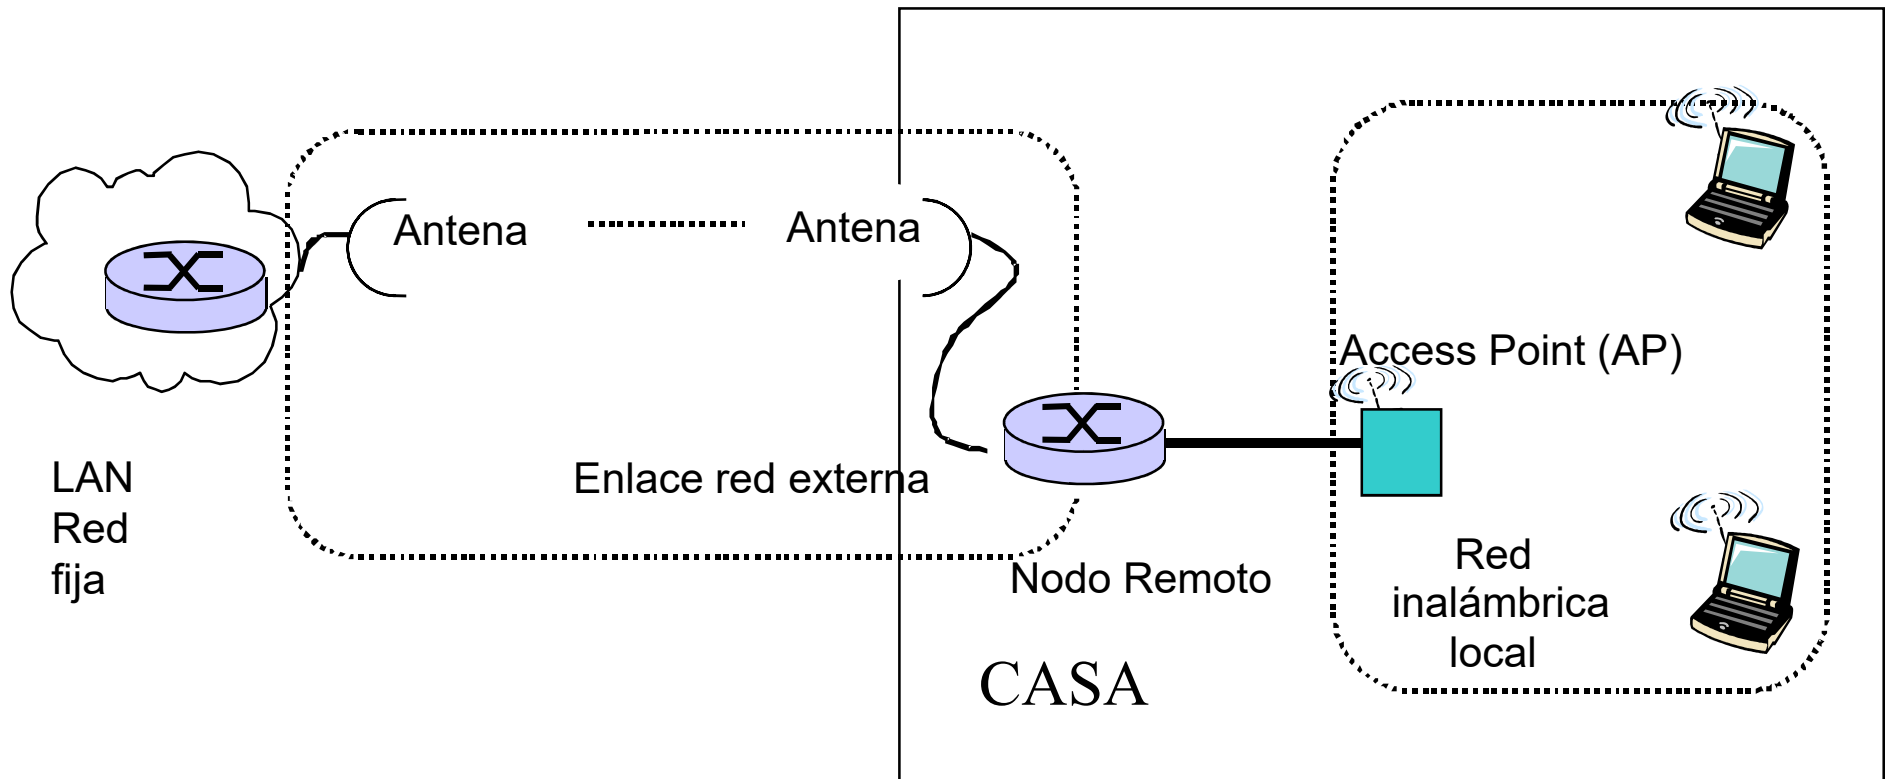 Antena
Antena
Access Point (AP)
LAN
Red
fija
Enlace red externa
Nodo Remoto
Red
inalámbrica
local
CASA